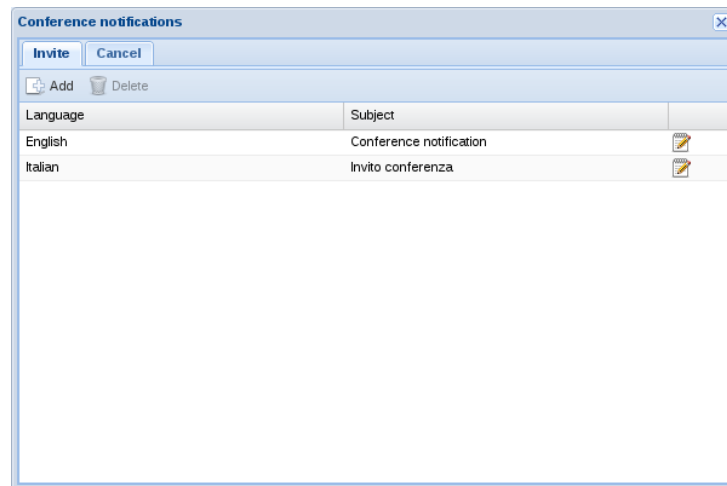 Conference notifications
Invite Cancel
Add Delete
Language Subject
English Conference notification
Italian Invito conferenza